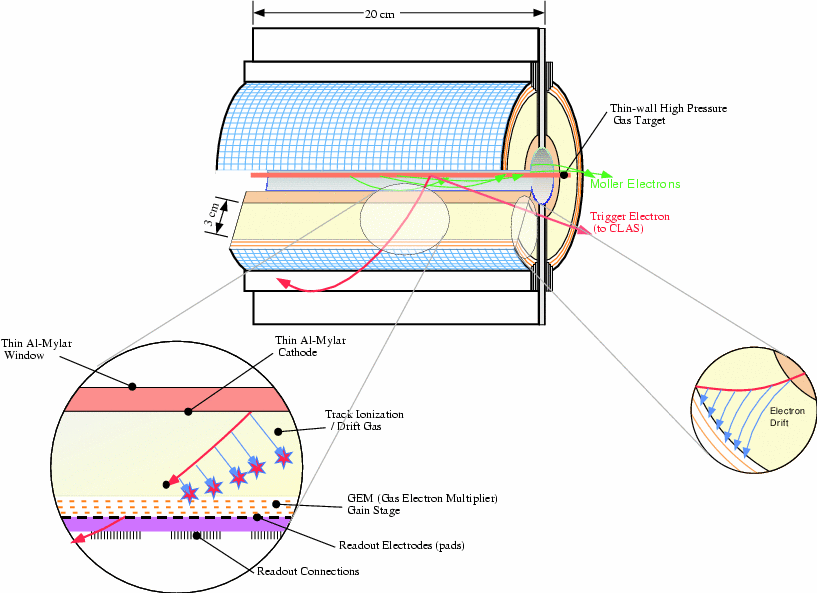 20 cm
Thin-wall High Pressure
Gas Target
Moller Electrons
Trigger Electron
(to CLAS)
3 cm
Thin Al-Mylar
Window
Thin Al-Mylar
Cathode
Track Ionization
/ Drift Gas
Electron
Drift
GEM (Gas Electron Multiplier)
Gain Stage
Readout Electrodes (pads)
Readout Connections